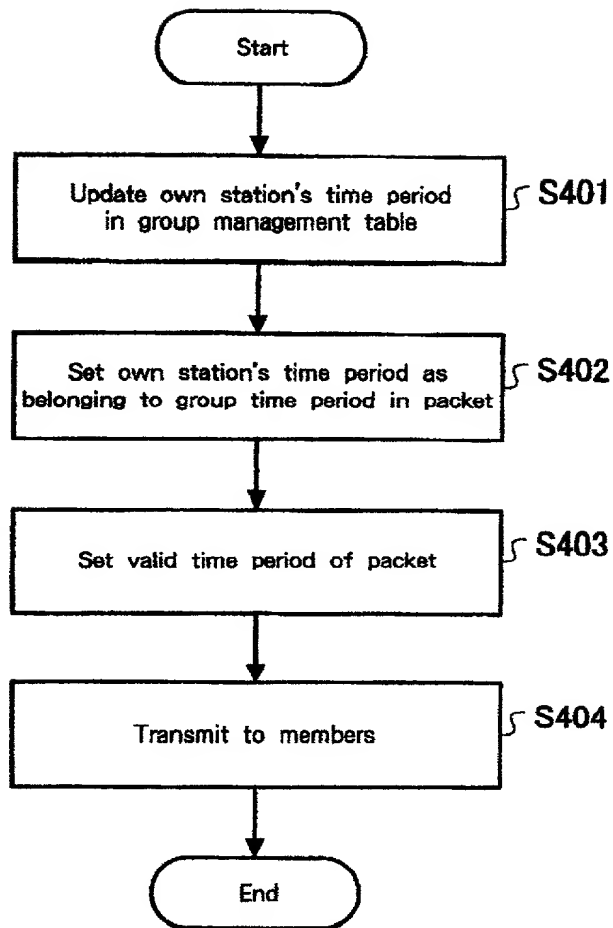 Start
Update own station's time period
in group management table
S401
Set own station's time period as
belonging to group time period in packet
S402
Set valid time period of packet
S403
Transmit to members
S404
End